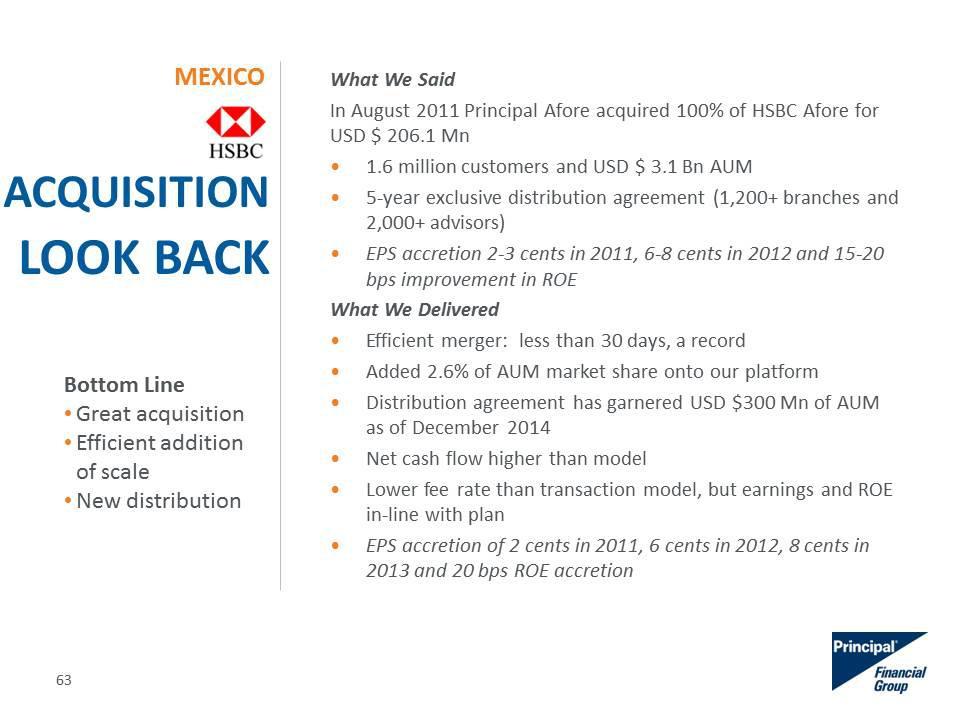 MEXICO
HSBC
ACQUISITION
LOOK BACK
Bottom Line
• Great acquisition
• Efficient addition
of scale
• New distribution
What We Said
In August 2011 Principal Afore acquired 100% of HSBC Afore for
USD $ 206.1 Mn
• 1.6 million customers and USD $ 3.1 Bn AUM
• 5-year exclusive distribution agreement (1,200+ branches and
2,000+ advisors)
• EPS accretion 2-3 cents in 2011, 6-8 cents in 2012 and 15-20
bps improvement in ROE
What We Delivered
• Efficient merger: less than 30 days, a record
• Added 2.6% of AUM market share onto our platform
• Distribution agreement has garnered USD $300 Mn of AUM
as of December 2014
• Net cash flow higher than model
• Lower fee rate than transaction model, but earnings and ROE
in-line with plan
• EPS accretion of 2 cents in 2011, 6 cents in 2012, 8 cents in
2013 and 20 bps ROE accretion
63
Principal®
Financial
Group